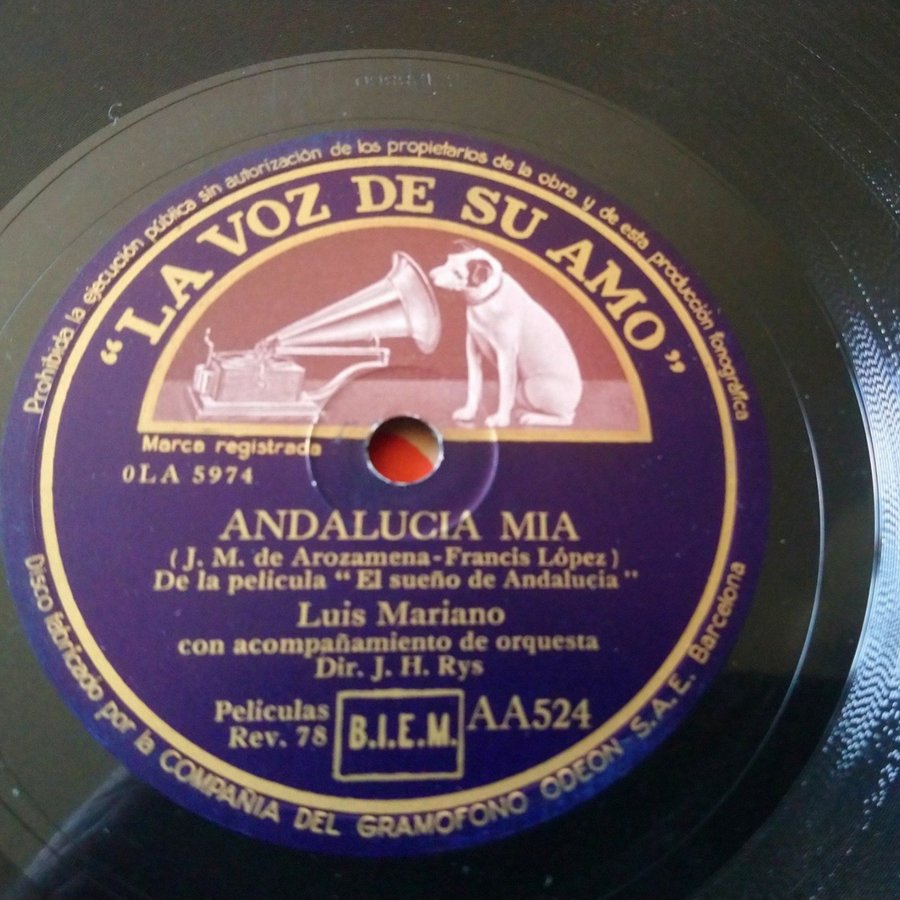 Prohibida la ejecución pública sin autorización de los propietarios de la obra y de esta producción fonográfica
"LA VOZ DE SU AMO"
Marca registrada
0LA 5974
ANDALUCIA MIA
(J. M. de Arozamena-Francis López)
De la película "El sueño de Andalucia"
Luis Mariano
con acompañamiento de orquesta
Dir. J. H. Rys
Películas
Rev. 78
B.I.E.M.
AA524
Disco fabricado por la COMPAÑIA DEL GRAMOFONO ODEON S.A.E. Barcelona